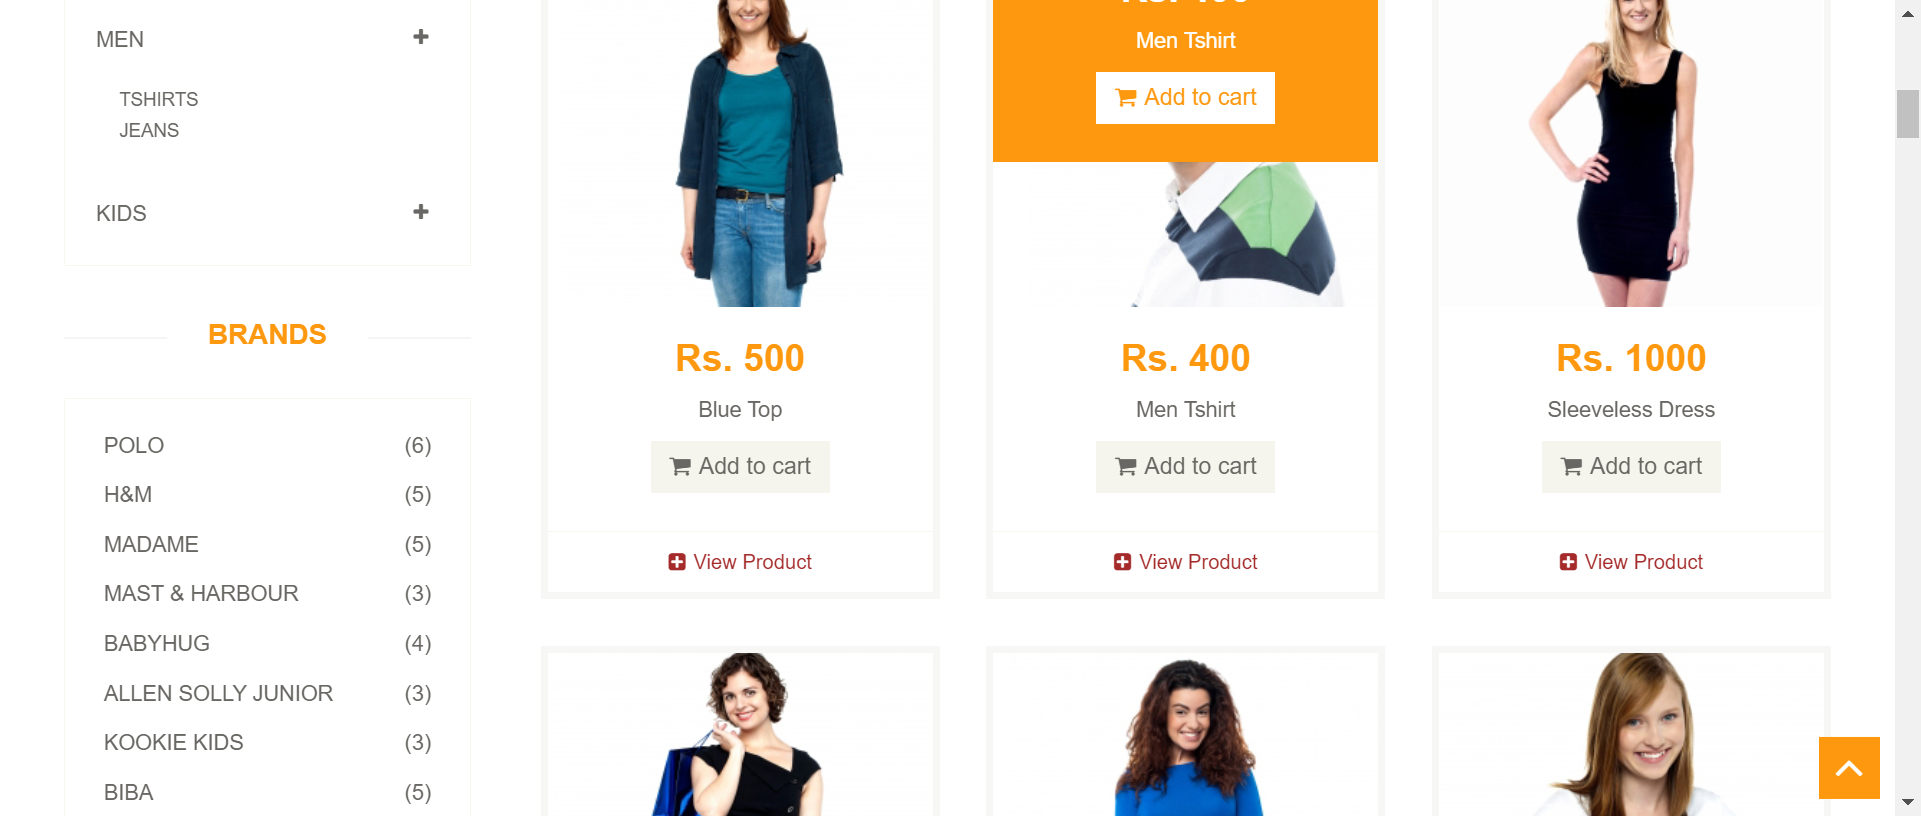 MEN
TSHIRTS
JEANS
KIDS
BRANDS
POLO (6)
H&M (5)
MADAME (5)
MAST & HARBOUR (3)
BABYHUG (4)
ALLEN SOLLY JUNIOR (3)
KOOKIE KIDS (3)
BIBA (5)
Rs. 500
Blue Top
Add to cart
View Product
Rs. 400
Men Tshirt
Add to cart
Rs. 400
Men Tshirt
Add to cart
View Product
Rs. 1000
Sleeveless Dress
Add to cart
View Product